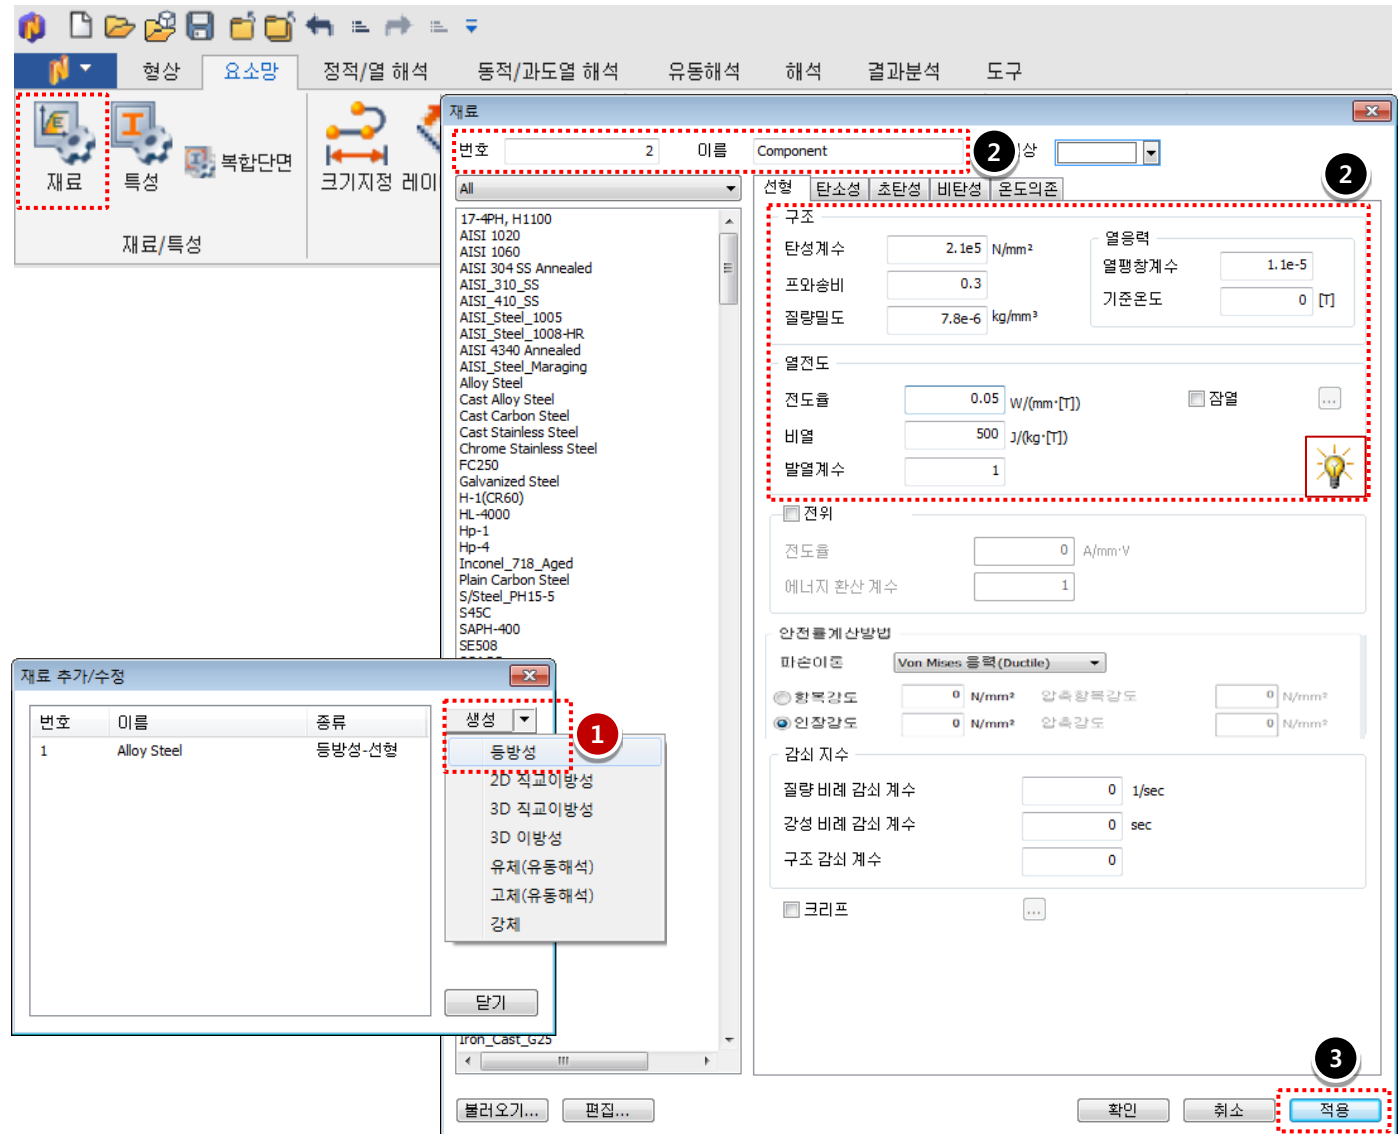 형상 요소망 정적/열 해석 동적/과도열 해석 유동해석 해석 결과분석 도구
재료 특성 복합단면 크기지정 레이
재료/특성
재료
번호 2 이름 Component 2 상
All
17-4PH, H1100
AISI 1020
AISI 1060
AISI 304 SS Annealed
AISI_310_SS
AISI_410_SS
AISI_Steel_1005
AISI_Steel_1008-HR
AISI 4340 Annealed
AISI_Steel_Maraging
Alloy Steel
Cast Alloy Steel
Cast Carbon Steel
Cast Stainless Steel
Chrome Stainless Steel
FC250
Galvanized Steel
H-1(CR60)
HL-4000
Hp-1
Hp-4
Inconel_718_Aged
Plain Carbon Steel
S/Steel_PH15-5
S45C
SAPH-400
SE508
Iron_Cast_G25
불러오기... 편집...
2
선형 탄소성 초탄성 비탄성 온도의존
구조
탄성계수 2.1e5 N/mm²
프와송비 0.3
질량밀도 7.8e-6 kg/mm³
열응력
열팽창계수 1.1e-5
기준온도 0 [T]
열전도
전도율 0.05 W/(mm·[T]) 잠열 ...
비열 500 J/(kg·[T])
발열계수 1
전위
전도율 0 A/mm·V
에너지 환산 계수 1
안전률계산방법
파손이론 Von Mises 응력(Ductile)
항복강도 0 N/mm² 압축항복강도 0 N/mm²
인장강도 0 N/mm² 압축강도 0 N/mm²
감쇠 지수
질량 비례 감쇠 계수 0 1/sec
강성 비례 감쇠 계수 0 sec
구조 감쇠 계수 0
크리프 ...
3
확인 취소 적용
재료 추가/수정
번호 이름 종류
1 Alloy Steel 등방성-선형
생성
1
등방성
2D 직교이방성
3D 직교이방성
3D 이방성
유체(유동해석)
고체(유동해석)
강체
닫기